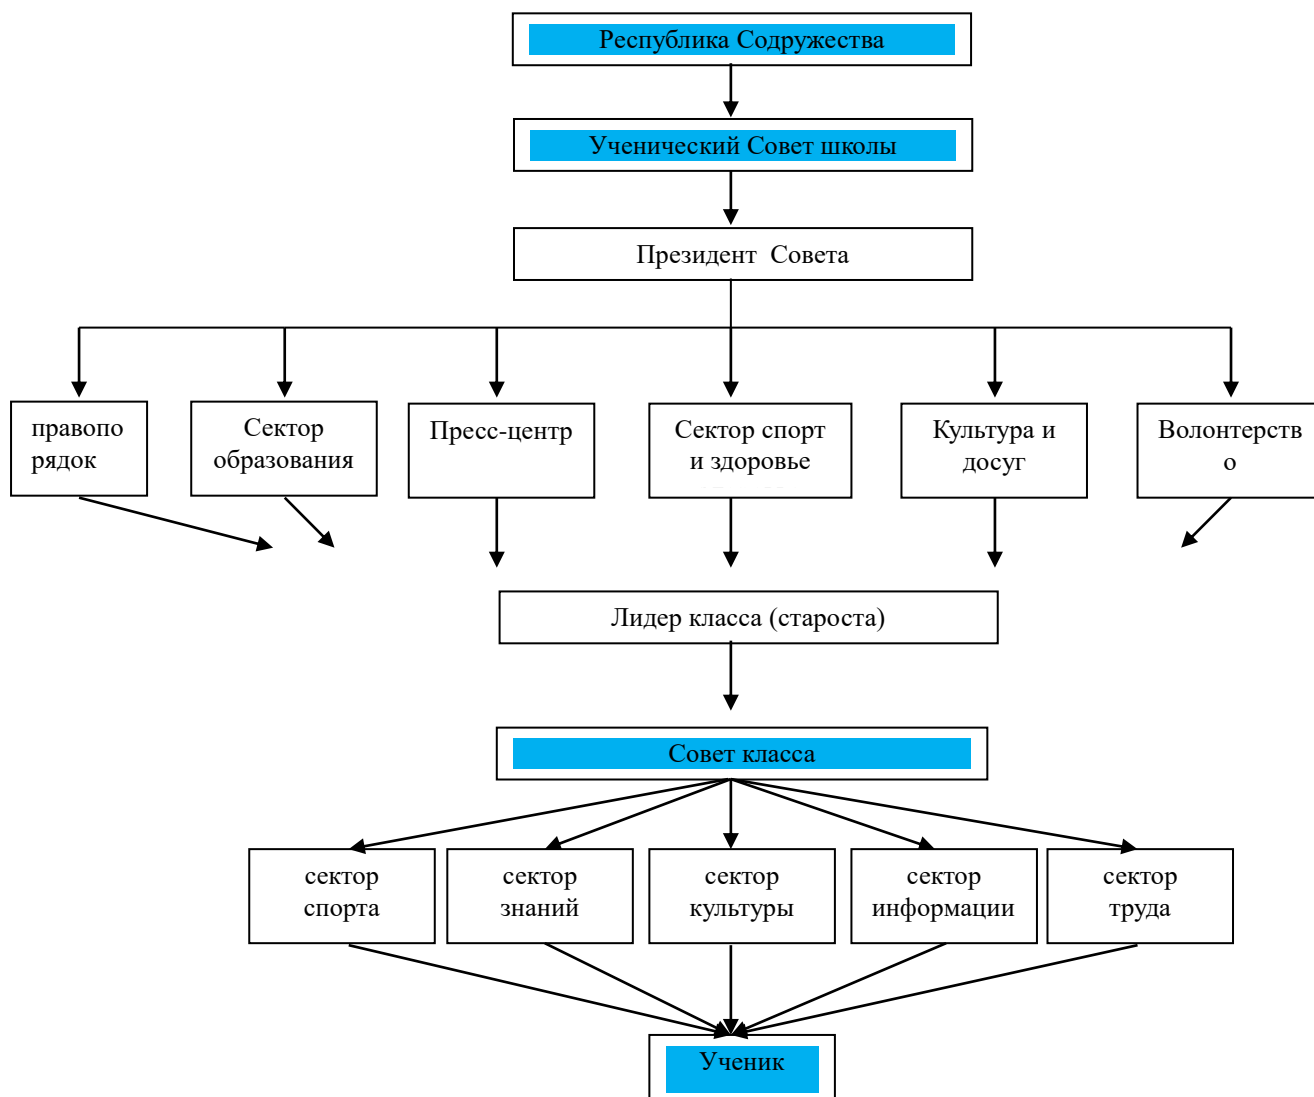 Республика Содружества
Ученический Совет школы
Президент Совета
правопо
рядок
Сектор
образования
Пресс-центр
Сектор спорт
и здоровье
Культура и
досуг
Волонтерств
о
Лидер класса (староста)
Совет класса
сектор
спорта
сектор
знаний
сектор
культуры
сектор
информации
сектор
труда
Ученик